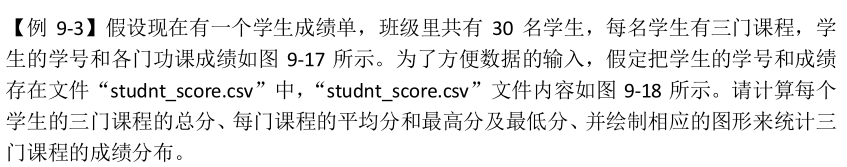 【例 9-3】假设现在有一个学生成绩单，班级里共有 30 名学生，每名学生有三门课程，学
生的学号和各门功课成绩如图 9-17 所示。为了方便数据的输入，假定把学生的学号和成绩
存在文件“studnt_score.csv”中，“studnt_score.csv”文件内容如图 9-18 所示。请计算每个
学生的三门课程的总分、每门课程的平均分和最高分及最低分、并绘制相应的图形来统计三
门课程的成绩分布。